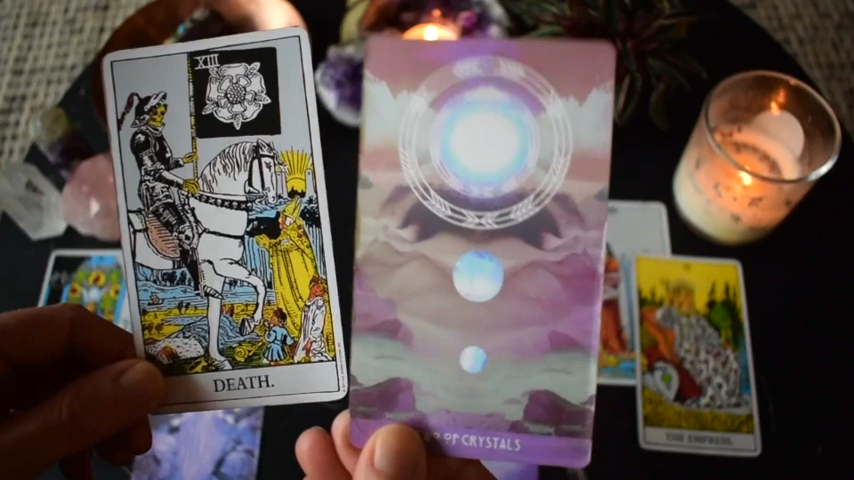 XIII
DEATH.
OF CRYSTALS
THE EMPRESS.